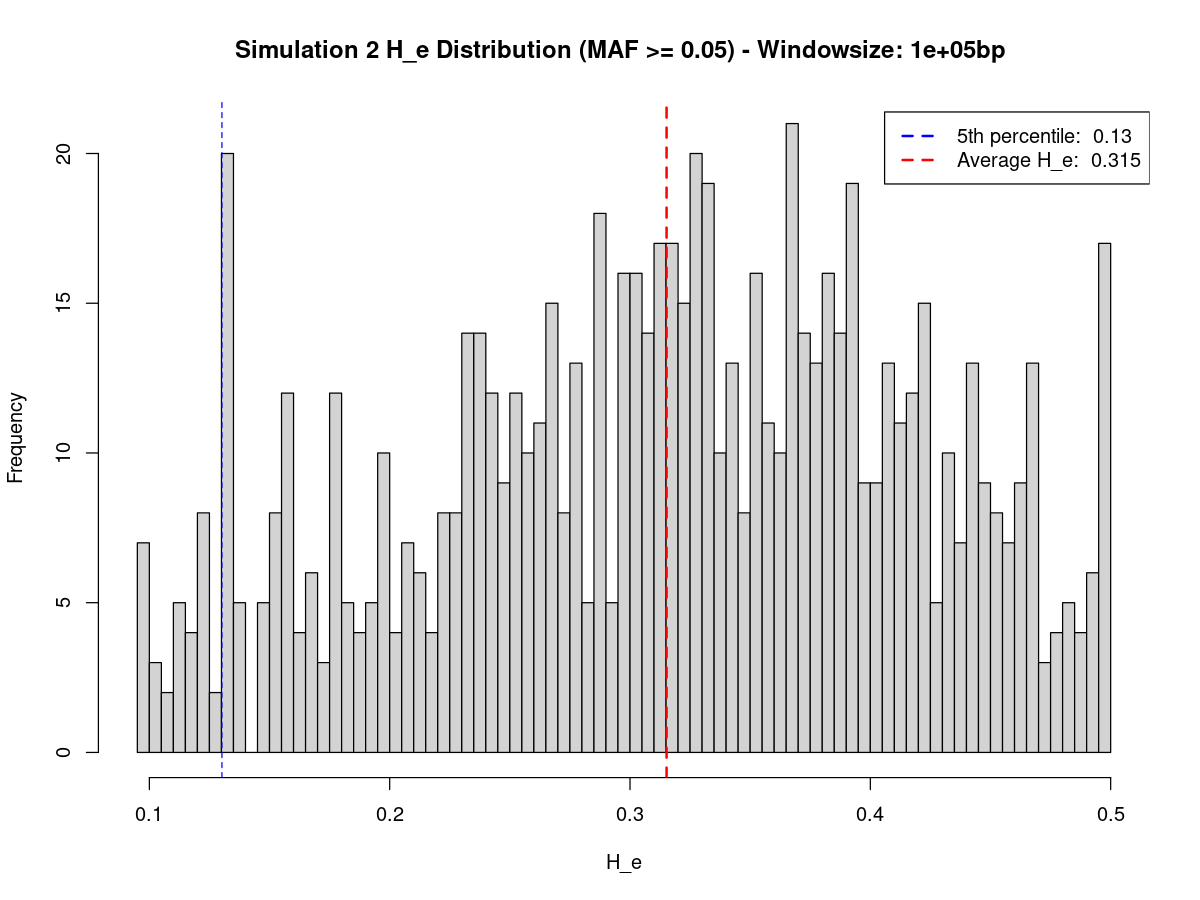 Simulation 2 H_e Distribution (MAF >= 0.05) - Windowsize: 1e+05bp
5th percentile:  0.13
Average H_e:  0.315
Frequency
20
15
10
5
0
0.1 0.2 0.3 0.4 0.5
H_e